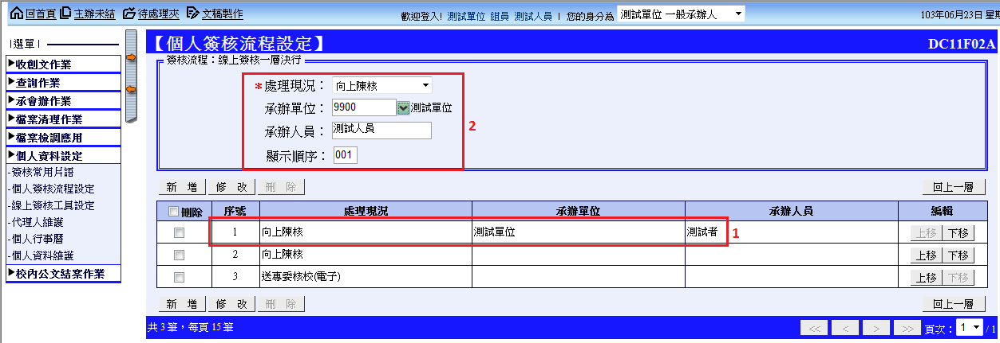 回首頁 主辦未結 待處理夾 文稿製作 歡迎登入! 測試單位 組員 測試人員 | 您的身分為 測試單位 一般承辦人 103年06月23日 星期
|選單|
收創文作業
查詢作業
承會辦作業
檔案清理作業
檔案檢調應用
個人資料設定
-簽核常用片語
-個人簽核流程設定
-線上簽核工具設定
-代理人維護
-個人行事曆
-個人資料維護
校內公文結案作業
【個人簽核流程設定】 DC11F02A
簽核流程：線上簽核一層決行
*處理現況： 向上陳核
承辦單位： 9900 測試單位
承辦人員： 測試人員
顯示順序： 001
2
新 增 修 改 刪 除 回上一層
刪除 序號 處理現況 承辦單位 承辦人員 編輯
1 向上陳核 測試單位 測試者 1 上移 下移
2 向上陳核 上移 下移
3 送專委核校(電子) 上移 下移
新 增 修 改 刪 除 回上一層
共 3 筆，每頁 15 筆 << < > >> 頁次： 1 / 1